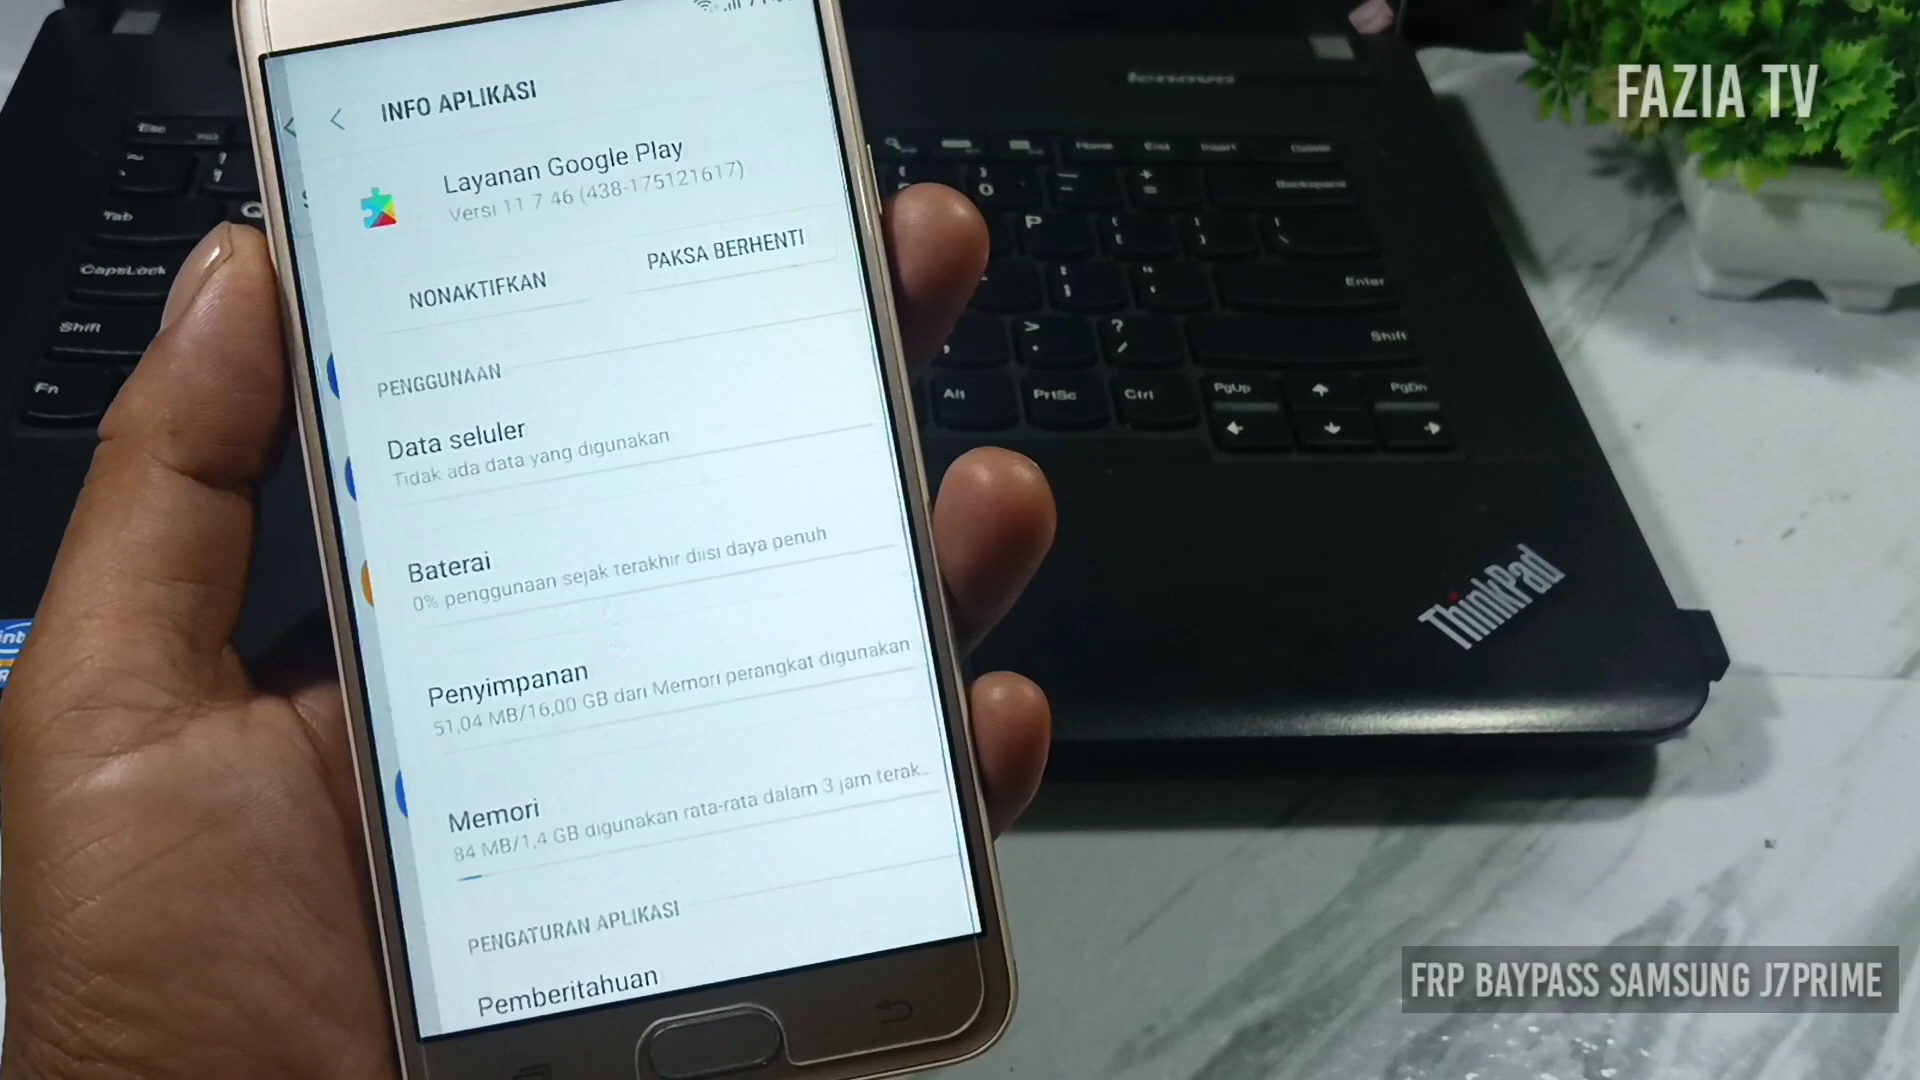 FAZIA TV
INFO APLIKASI
Layanan Google Play
Versi 11.7.46 (438-175121617)
NONAKTIFKAN
PAKSA BERHENTI
PENGGUNAAN
Data seluler
Tidak ada data yang digunakan
Baterai
0% penggunaan sejak terakhir diisi daya penuh
Penyimpanan
51,04 MB/16,00 GB dari Memori perangkat digunakan
Memori
84 MB/1,4 GB digunakan rata-rata dalam 3 jam terak...
PENGATURAN APLIKASI
Pemberitahuan
lenovo
Esc
Tab
Q
CapsLock
Shift
Fn
Home
End
Insert
Delete
Backspace
P
Enter
Shift
Alt
PrtSc
Ctrl
PgUp
PgDn
ThinkPad
FRP BAYPASS SAMSUNG J7PRIME